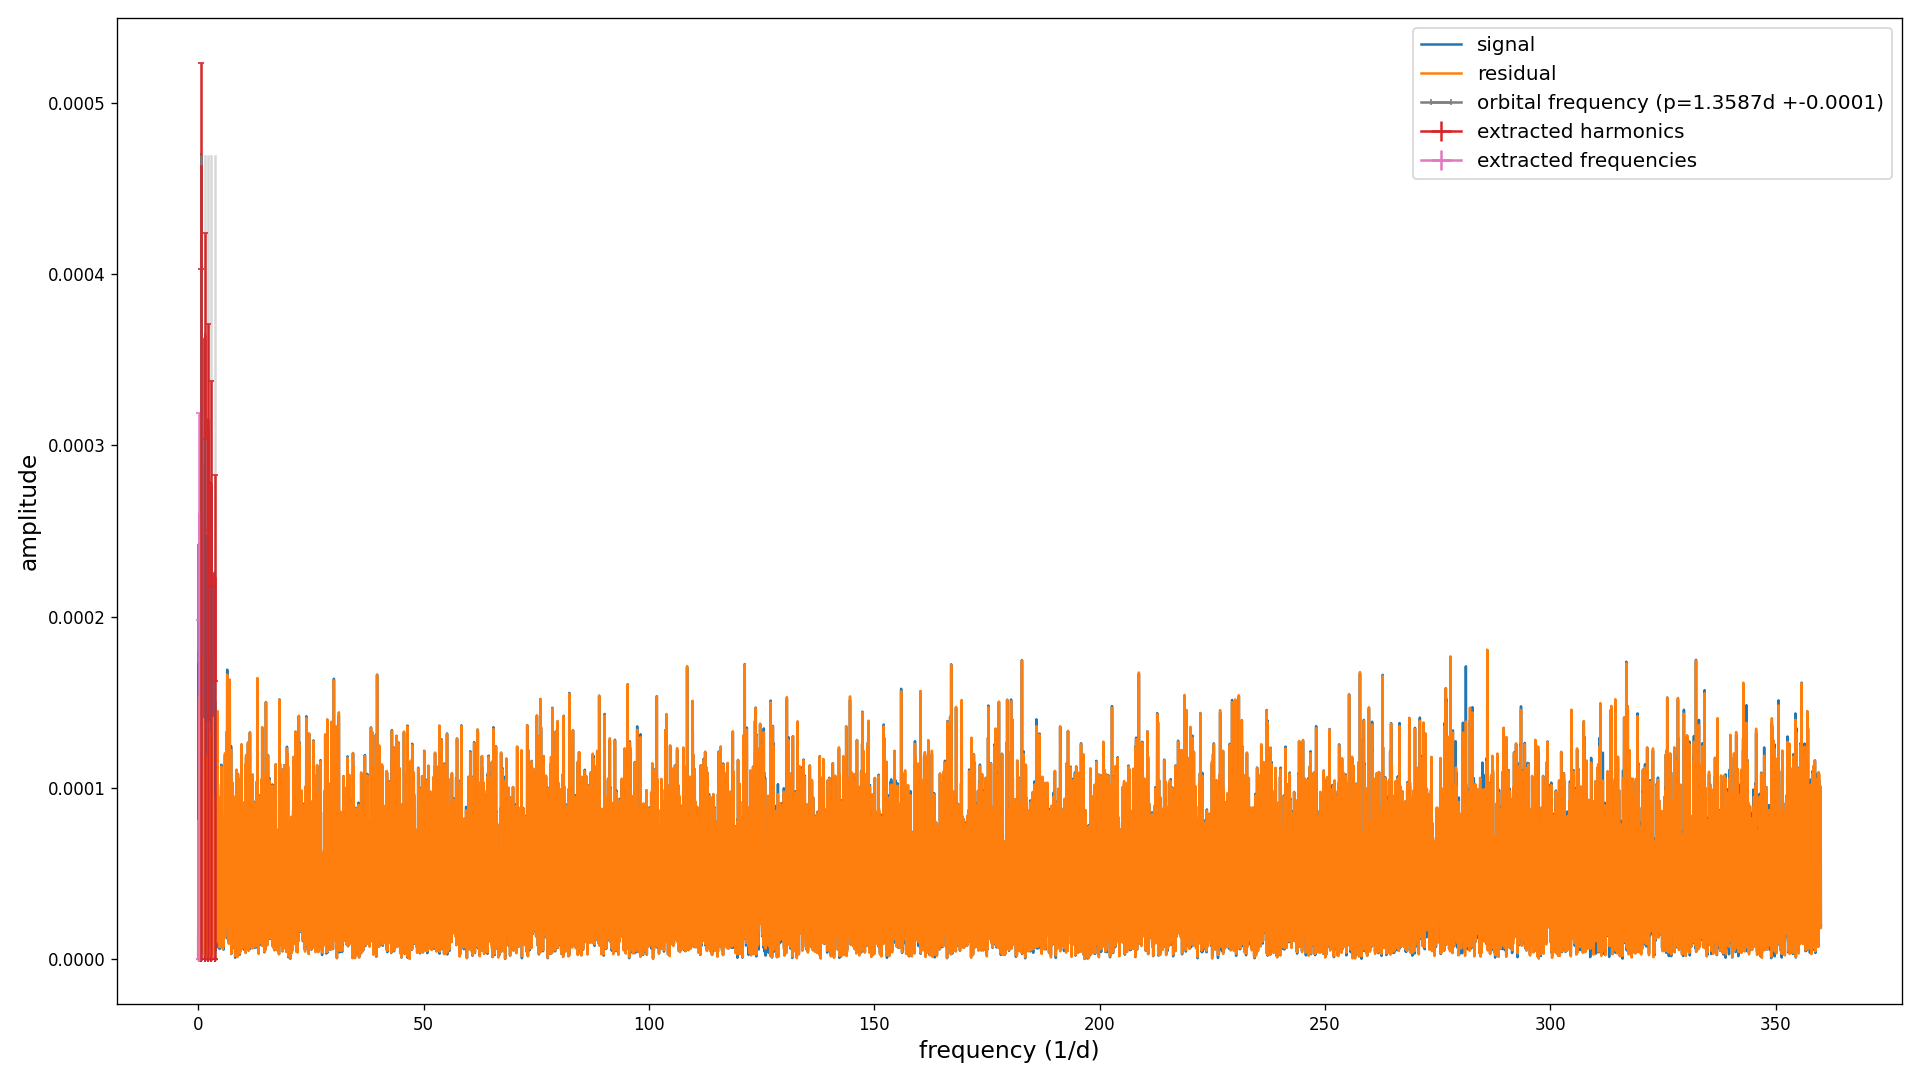 signal
residual
orbital frequency (p=1.3587d +-0.0001)
extracted harmonics
extracted frequencies
0.0005
0.0004
0.0003
0.0002
0.0001
0.0000
amplitude
0 50 100 150 200 250 300 350
frequency (1/d)